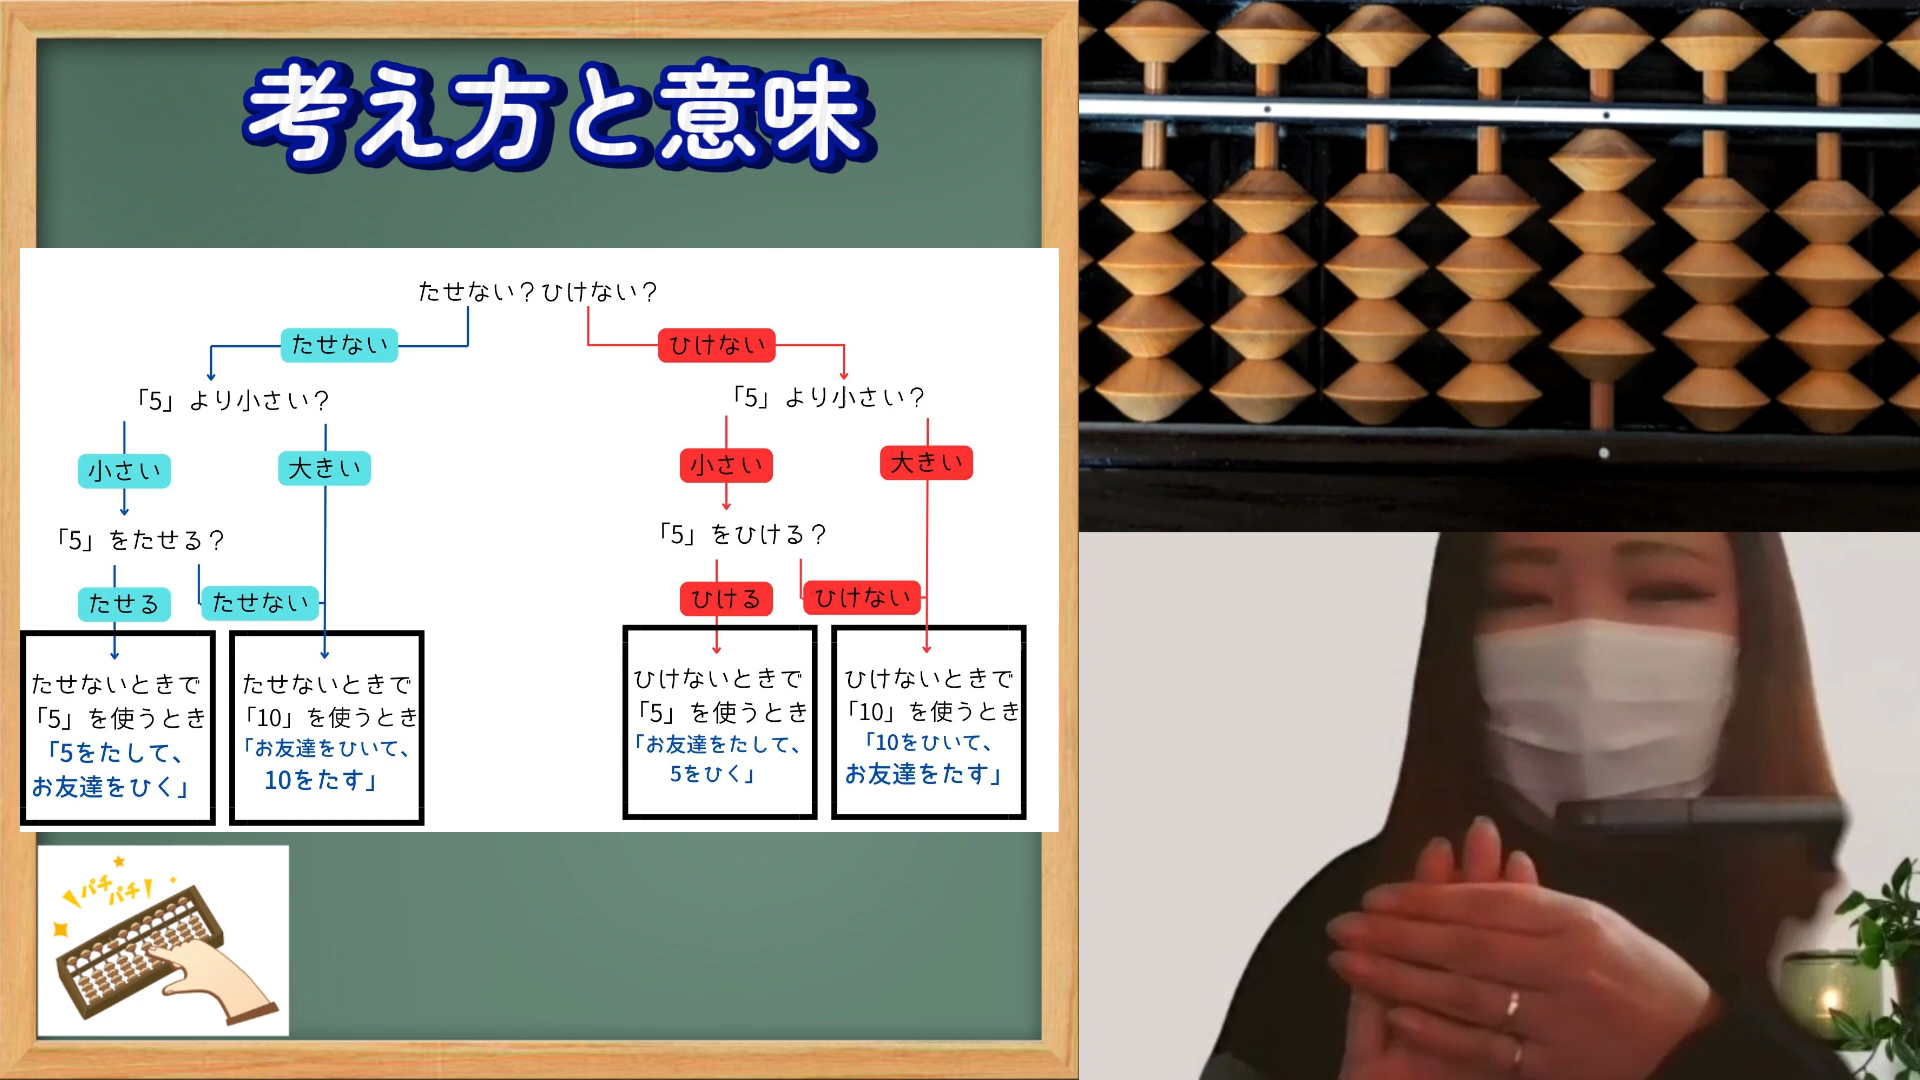 考え方と意味
たせない？ひけない？
たせない
ひけない
「5」より小さい？
「5」より小さい？
小さい
大きい
小さい
大きい
「5」をたせる？
「5」をひける？
たせる
たせない
ひける
ひけない
たせないときで
「5」を使うとき
「5をたして、
お友達をひく」
たせないときで
「10」を使うとき
「お友達をひいて、
10をたす」
ひけないときで
「5」を使うとき
「お友達をたして、
5をひく」
ひけないときで
「10」を使うとき
「10をひいて、
お友達をたす」
パチ
パチ！